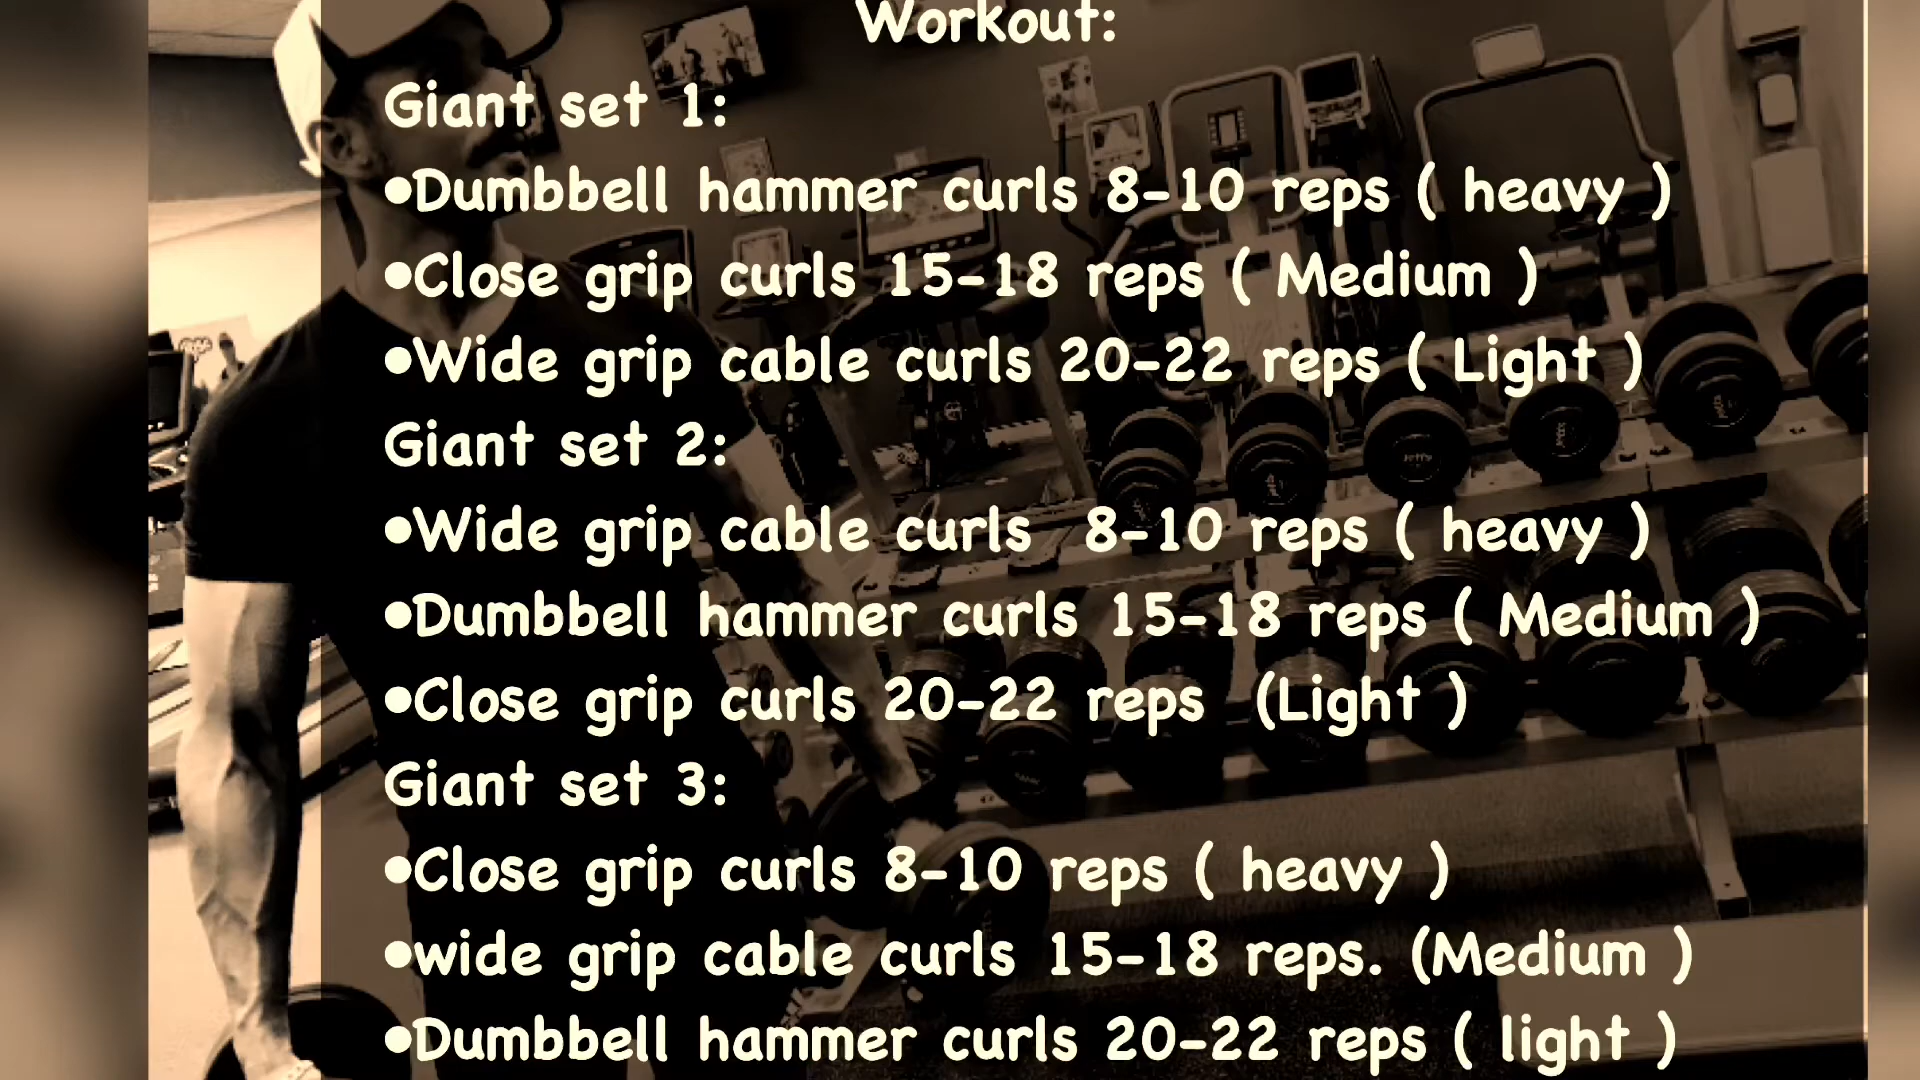 Workout:
Giant set 1:
•Dumbbell hammer curls 8-10 reps ( heavy )
•Close grip curls 15-18 reps ( Medium )
•Wide grip cable curls 20-22 reps ( Light )
Giant set 2:
•Wide grip cable curls  8-10 reps ( heavy )
•Dumbbell hammer curls 15-18 reps ( Medium )
•Close grip curls 20-22 reps  (Light )
Giant set 3:
•Close grip curls 8-10 reps ( heavy )
•wide grip cable curls 15-18 reps. (Medium )
•Dumbbell hammer curls 20-22 reps ( light )